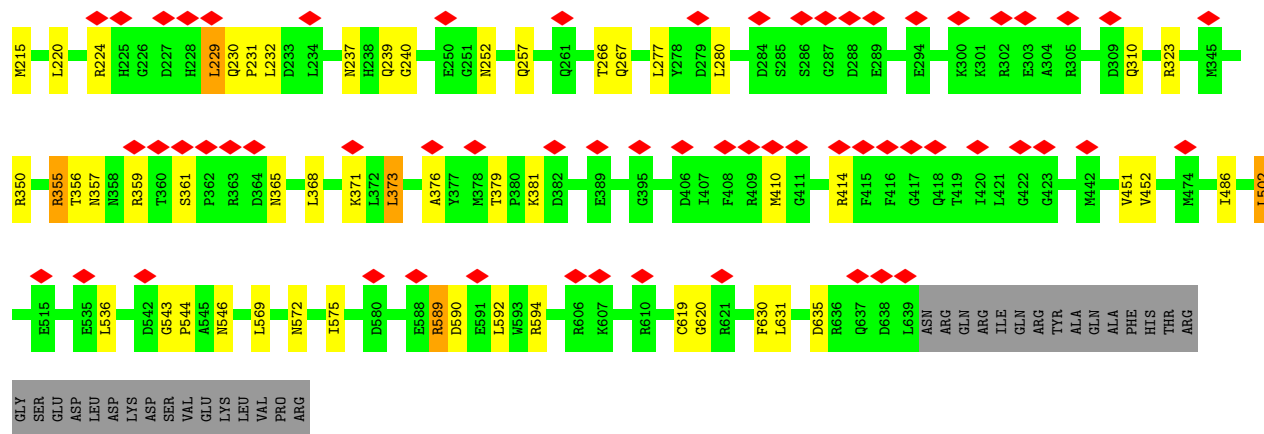 M215 L220 R224 H225 G226 D227 H228 L229 Q230 P231 L232 D233 L234 N237 H238 Q239 G240 E250 G251 N252 Q257 Q261 T266 Q267 L277 Y278 D279 L280 D284 S285 S286 G287 D288 E289 E294 K300 K301 R302 E303 A304 R305 D309 Q310 R323 M345
R350 R355 T356 N357 N358 R359 T360 S361 P362 R363 D364 N365 L368 K371 L372 L373 A376 Y377 M378 T379 P380 K381 D382 E389 G395 D406 I407 F408 R409 M410 G411 R414 F415 F416 G417 Q418 T419 I420 L421 G422 G423 M442 V451 V452 M474 I486 L502
E515 E535 L536 D542 G543 P544 A545 N546 L569 N572 I575 D580 E588 R589 D590 E591 L592 W593 R594 R606 K607 R610 C619 G620 R621 F630 L631 D635 R636 Q637 D638 L639 ASN ARG GLN ARG ILE GLN ARG TYR ALA GLN ALA PHE HIS THR ARG
GLY SER GLU ASP LEU ASP LYS ASP SER VAL GLU LYS LEU VAL PRO ARG